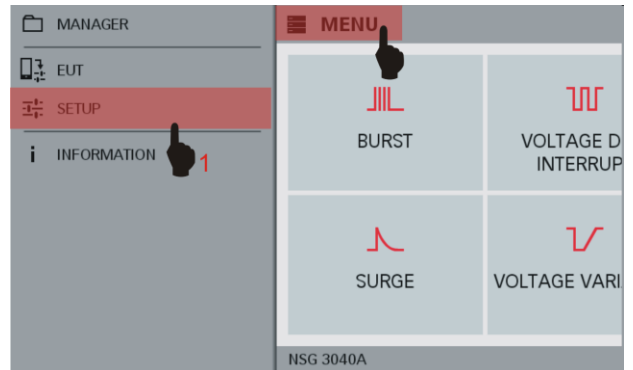 MANAGER
EUT
SETUP
INFORMATION
1
MENU
BURST
VOLTAGE D
INTERRUP
SURGE
VOLTAGE VARI
NSG 3040A